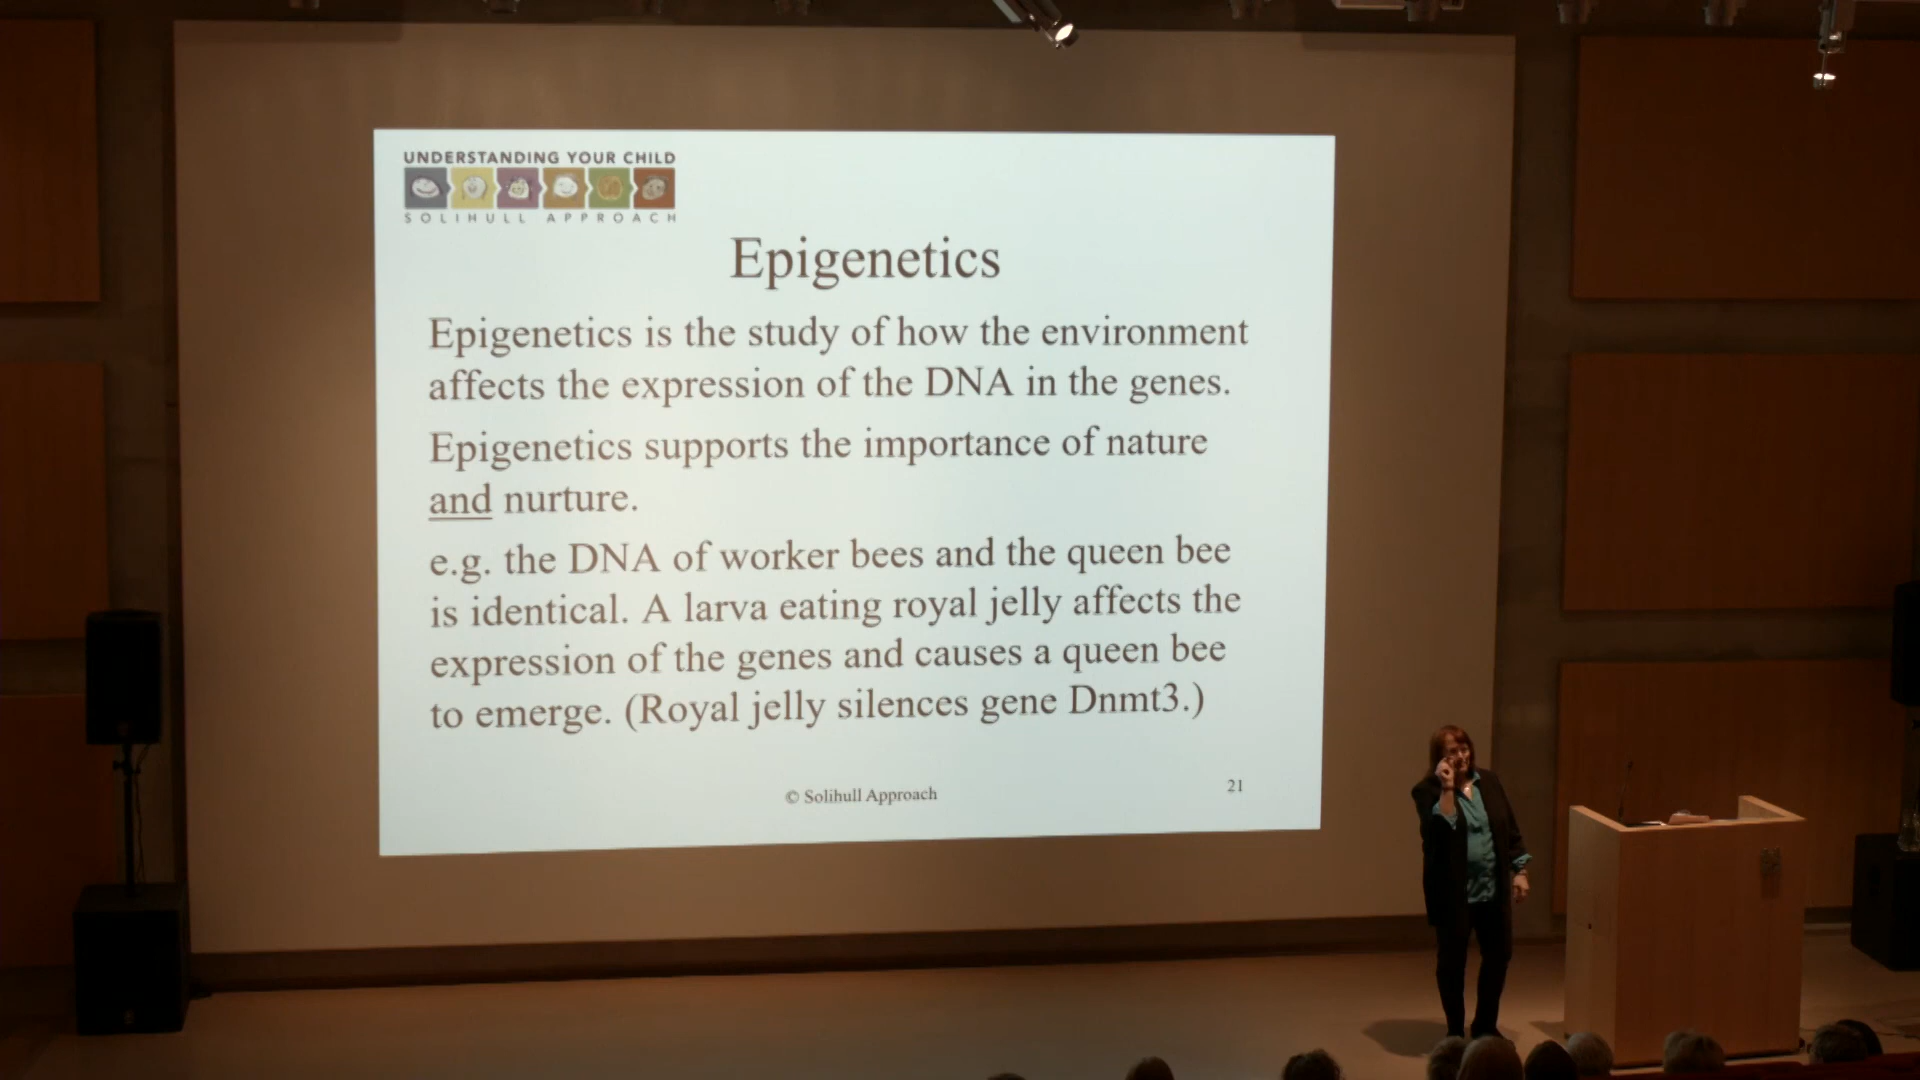 UNDERSTANDING YOUR CHILD
SOLIHULL APPROACH
Epigenetics
Epigenetics is the study of how the environment
affects the expression of the DNA in the genes.
Epigenetics supports the importance of nature
and nurture.
e.g. the DNA of worker bees and the queen bee
is identical. A larva eating royal jelly affects the
expression of the genes and causes a queen bee
to emerge. (Royal jelly silences gene Dnmt3.)
© Solihull Approach
21